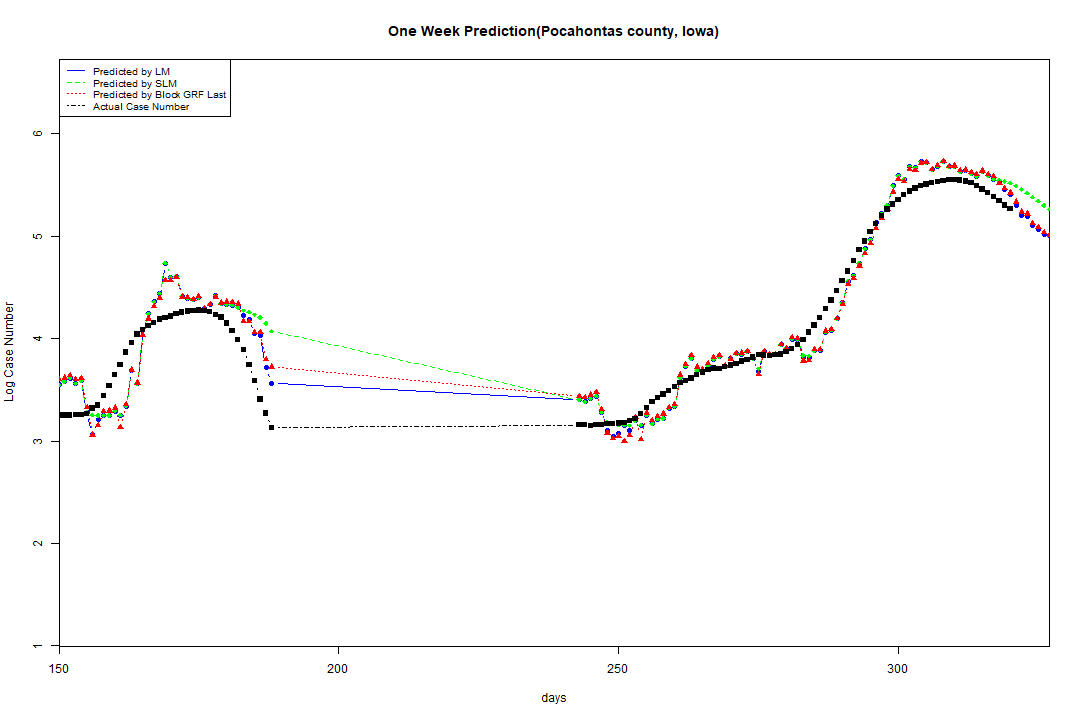 One Week Prediction(Pocahontas county, Iowa)
Predicted by LM
Predicted by SLM
Predicted by Block GRF Last
Actual Case Number
6
5
4
3
2
1
Log Case Number
150 200 250 300
days